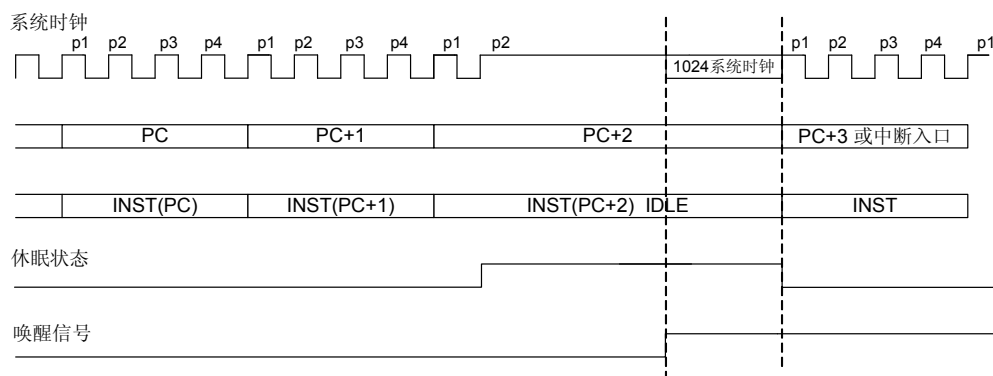 系统时钟
p1 p2 p3 p4 p1 p2 p3 p4 p1 p2 p1 p2 p3 p4 p1
1024系统时钟
PC PC+1 PC+2 PC+3 或中断入口
INST(PC) INST(PC+1) INST(PC+2) IDLE INST
休眠状态
唤醒信号